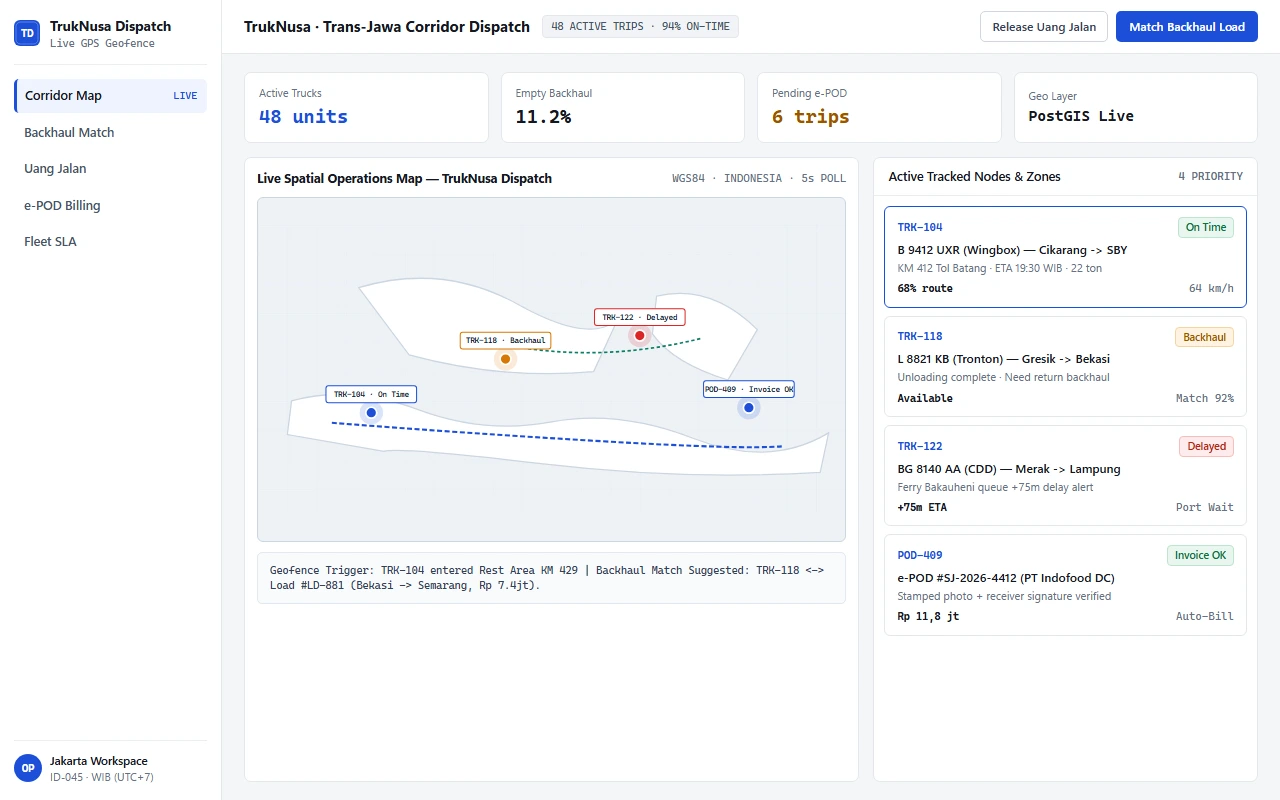 TD
TrukNusa Dispatch
Live GPS Geofence
Corridor Map LIVE
Backhaul Match
Uang Jalan
e-POD Billing
Fleet SLA
OP
Jakarta Workspace
ID-045 · WIB (UTC+7)
TrukNusa · Trans-Jawa Corridor Dispatch
48 ACTIVE TRIPS · 94% ON-TIME
Release Uang Jalan
Match Backhaul Load
Active Trucks
48 units
Empty Backhaul
11.2%
Pending e-POD
6 trips
Geo Layer
PostGIS Live
Live Spatial Operations Map — TrukNusa Dispatch
WGS84 · INDONESIA · 5s POLL
TRK-122 · Delayed
TRK-118 · Backhaul
TRK-104 · On Time
POD-409 · Invoice OK
Geofence Trigger: TRK-104 entered Rest Area KM 429 | Backhaul Match Suggested: TRK-118 <->
Load #LD-881 (Bekasi -> Semarang, Rp 7.4jt).
Active Tracked Nodes & Zones
4 PRIORITY
TRK-104 On Time
B 9412 UXR (Wingbox) — Cikarang -> SBY
KM 412 Tol Batang · ETA 19:30 WIB · 22 ton
68% route 64 km/h
TRK-118 Backhaul
L 8821 KB (Tronton) — Gresik -> Bekasi
Unloading complete · Need return backhaul
Available Match 92%
TRK-122 Delayed
BG 8140 AA (CDD) — Merak -> Lampung
Ferry Bakauheni queue +75m delay alert
+75m ETA Port Wait
POD-409 Invoice OK
e-POD #SJ-2026-4412 (PT Indofood DC)
Stamped photo + receiver signature verified
Rp 11,8 jt Auto-Bill